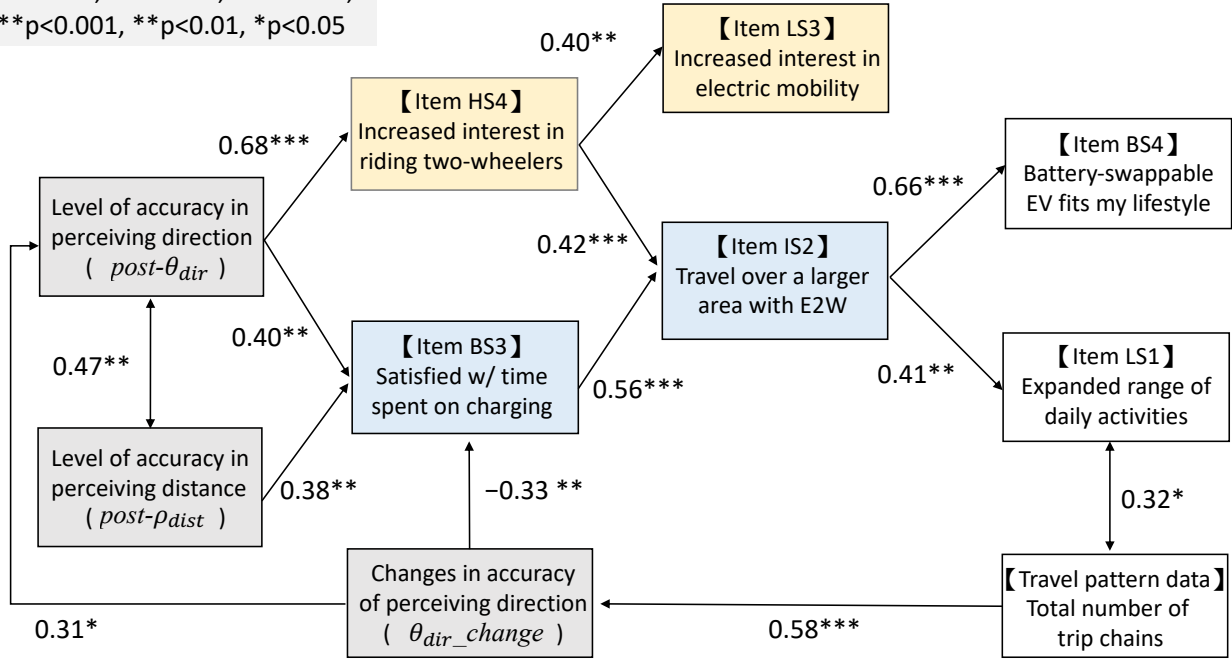 **p<0.001, **p<0.01, *p<0.05
【Item LS3】
Increased interest in
electric mobility
0.40**
【Item HS4】
Increased interest in
riding two-wheelers
0.68***
【Item BS4】
Battery-swappable
EV fits my lifestyle
0.66***
Level of accuracy in
perceiving direction
( post-θdir )
0.42***
【Item IS2】
Travel over a larger
area with E2W
0.40**
0.47**
【Item BS3】
Satisfied w/ time
spent on charging
0.56***
0.41**
【Item LS1】
Expanded range of
daily activities
Level of accuracy in
perceiving distance
( post-ρdist )
0.38**
−0.33 **
0.32*
Changes in accuracy
of perceiving direction
( θdir_change )
【Travel pattern data】
Total number of
trip chains
0.31*
0.58***